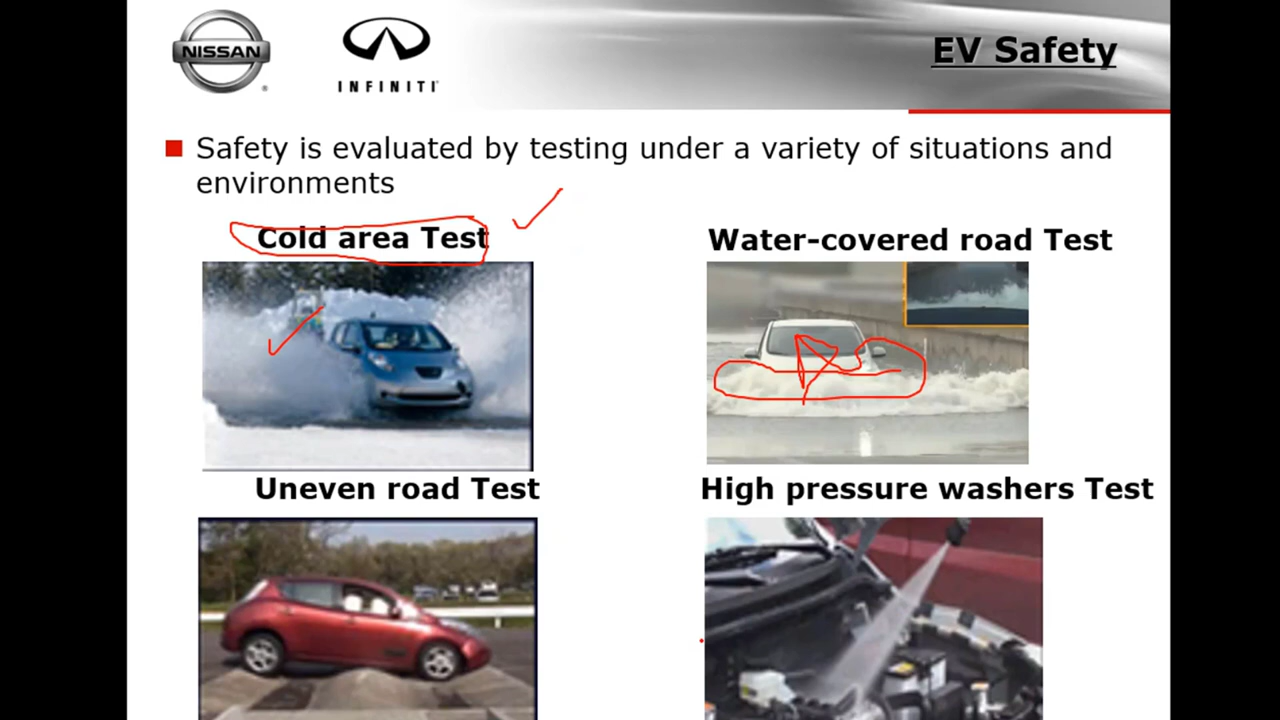 NISSAN
INFINITI
EV Safety
Safety is evaluated by testing under a variety of situations and
environments
Cold area Test
Water-covered road Test
Uneven road Test
High pressure washers Test